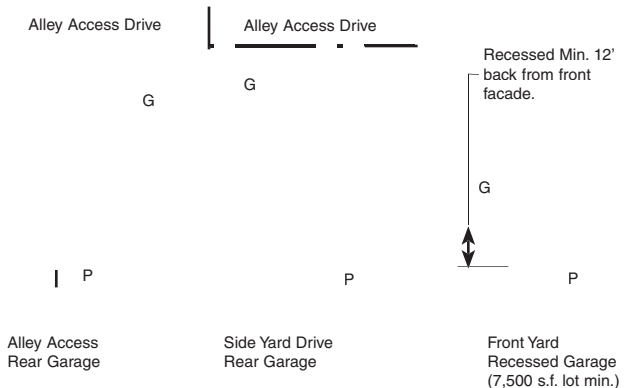 Alley Access Drive
Alley Access Drive
Recessed Min. 12'
back from front
facade.
G
G
G
P
P
P
Alley Access
Rear Garage
Side Yard Drive
Rear Garage
Front Yard
Recessed Garage
(7,500 s.f. lot min.)